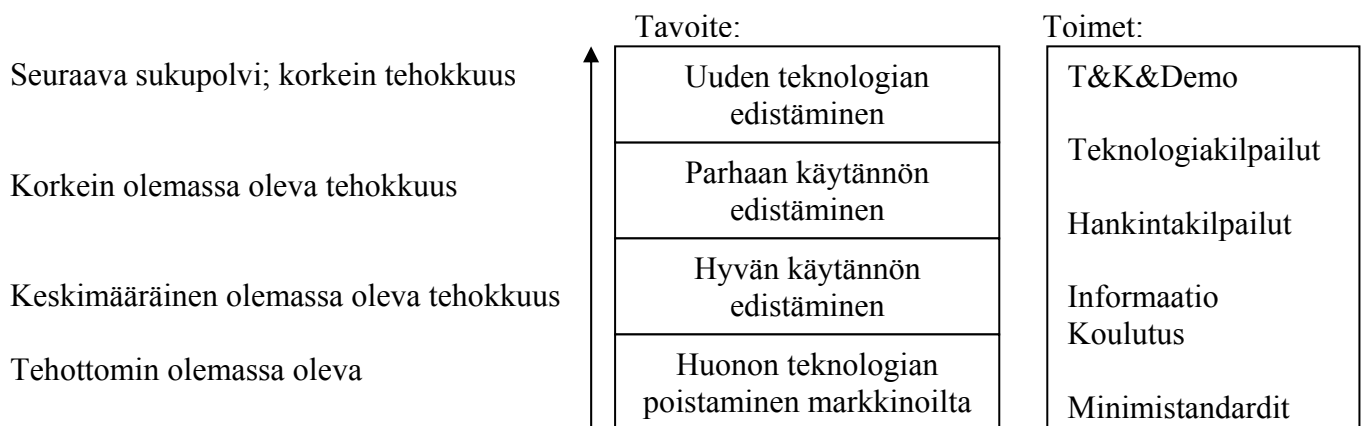 Tavoite:
Toimet:
Seuraava sukupolvi; korkein tehokkuus
Uuden teknologian
edistäminen
T&K&Demo
Teknologiakilpailut
Korkein olemassa oleva tehokkuus
Parhaan käytännön
edistäminen
Hankintakilpailut
Keskimääräinen olemassa oleva tehokkuus
Hyvän käytännön
edistäminen
Informaatio
Koulutus
Tehottomin olemassa oleva
Huonon teknologian
poistaminen markkinoilta
Minimistandardit